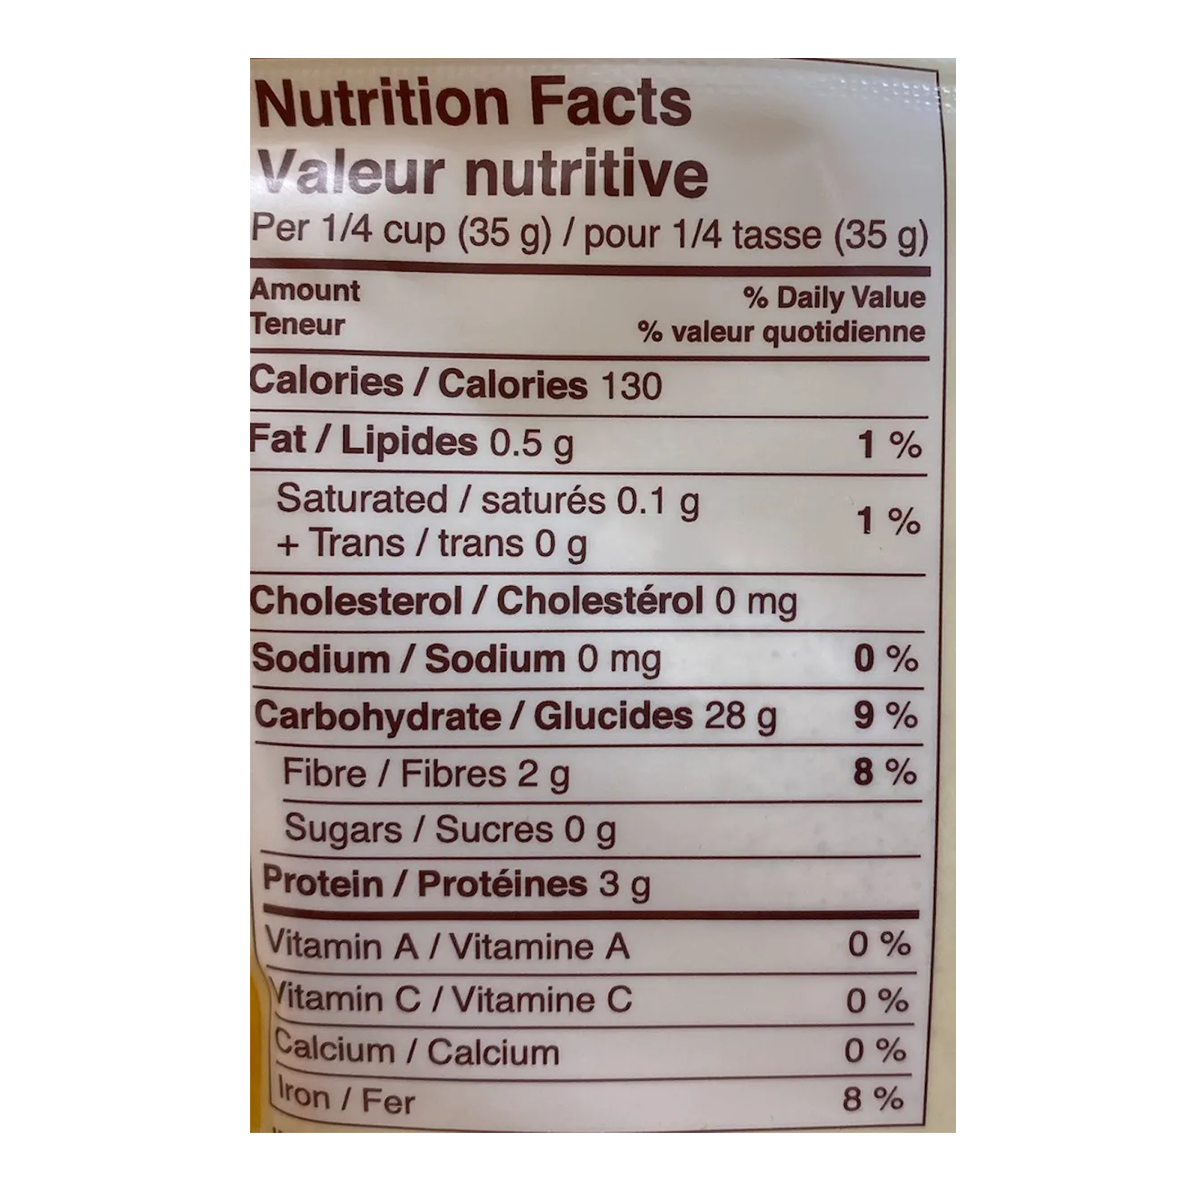 Nutrition Facts
Valeur nutritive
Per 1/4 cup (35 g) / pour 1/4 tasse (35 g)
Amount % Daily Value
Teneur % valeur quotidienne
Calories / Calories 130
Fat / Lipides 0.5 g 1 %
Saturated / saturés 0.1 g
+ Trans / trans 0 g 1 %
Cholesterol / Cholestérol 0 mg
Sodium / Sodium 0 mg 0 %
Carbohydrate / Glucides 28 g 9 %
Fibre / Fibres 2 g 8 %
Sugars / Sucres 0 g
Protein / Protéines 3 g
Vitamin A / Vitamine A 0 %
Vitamin C / Vitamine C 0 %
Calcium / Calcium 0 %
Iron / Fer 8 %